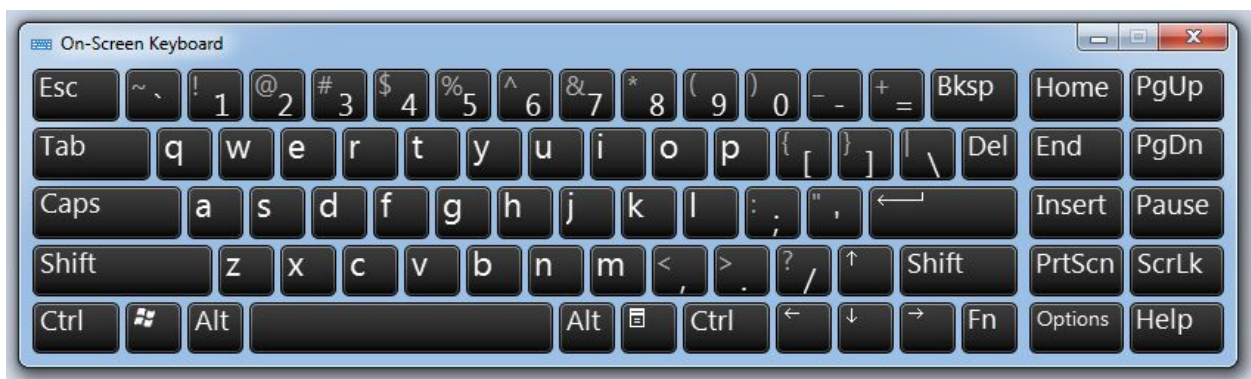 On-Screen Keyboard
Esc ~ ` ! 1 @ 2 # 3 $ 4 % 5 ^ 6 & 7 * 8 ( 9 ) 0 _ - + = Bksp Home PgUp
Tab q w e r t y u i o p { [ } ] | \ Del End PgDn
Caps a s d f g h j k l : ; " ' Insert Pause
Shift z x c v b n m < , > . ? / ↑ Shift PrtScn ScrLk
Ctrl Alt Alt Ctrl ← ↓ → Fn Options Help